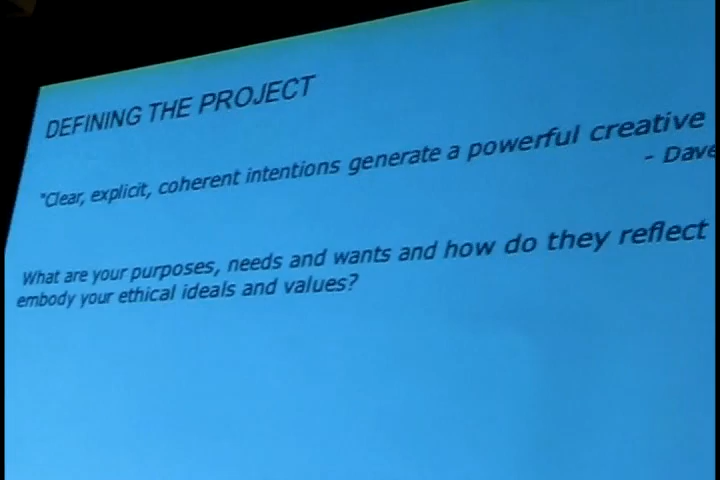 DEFINING THE PROJECT
"Clear, explicit, coherent intentions generate a powerful creative
- Dave
What are your purposes, needs and wants and how do they reflect
embody your ethical ideals and values?